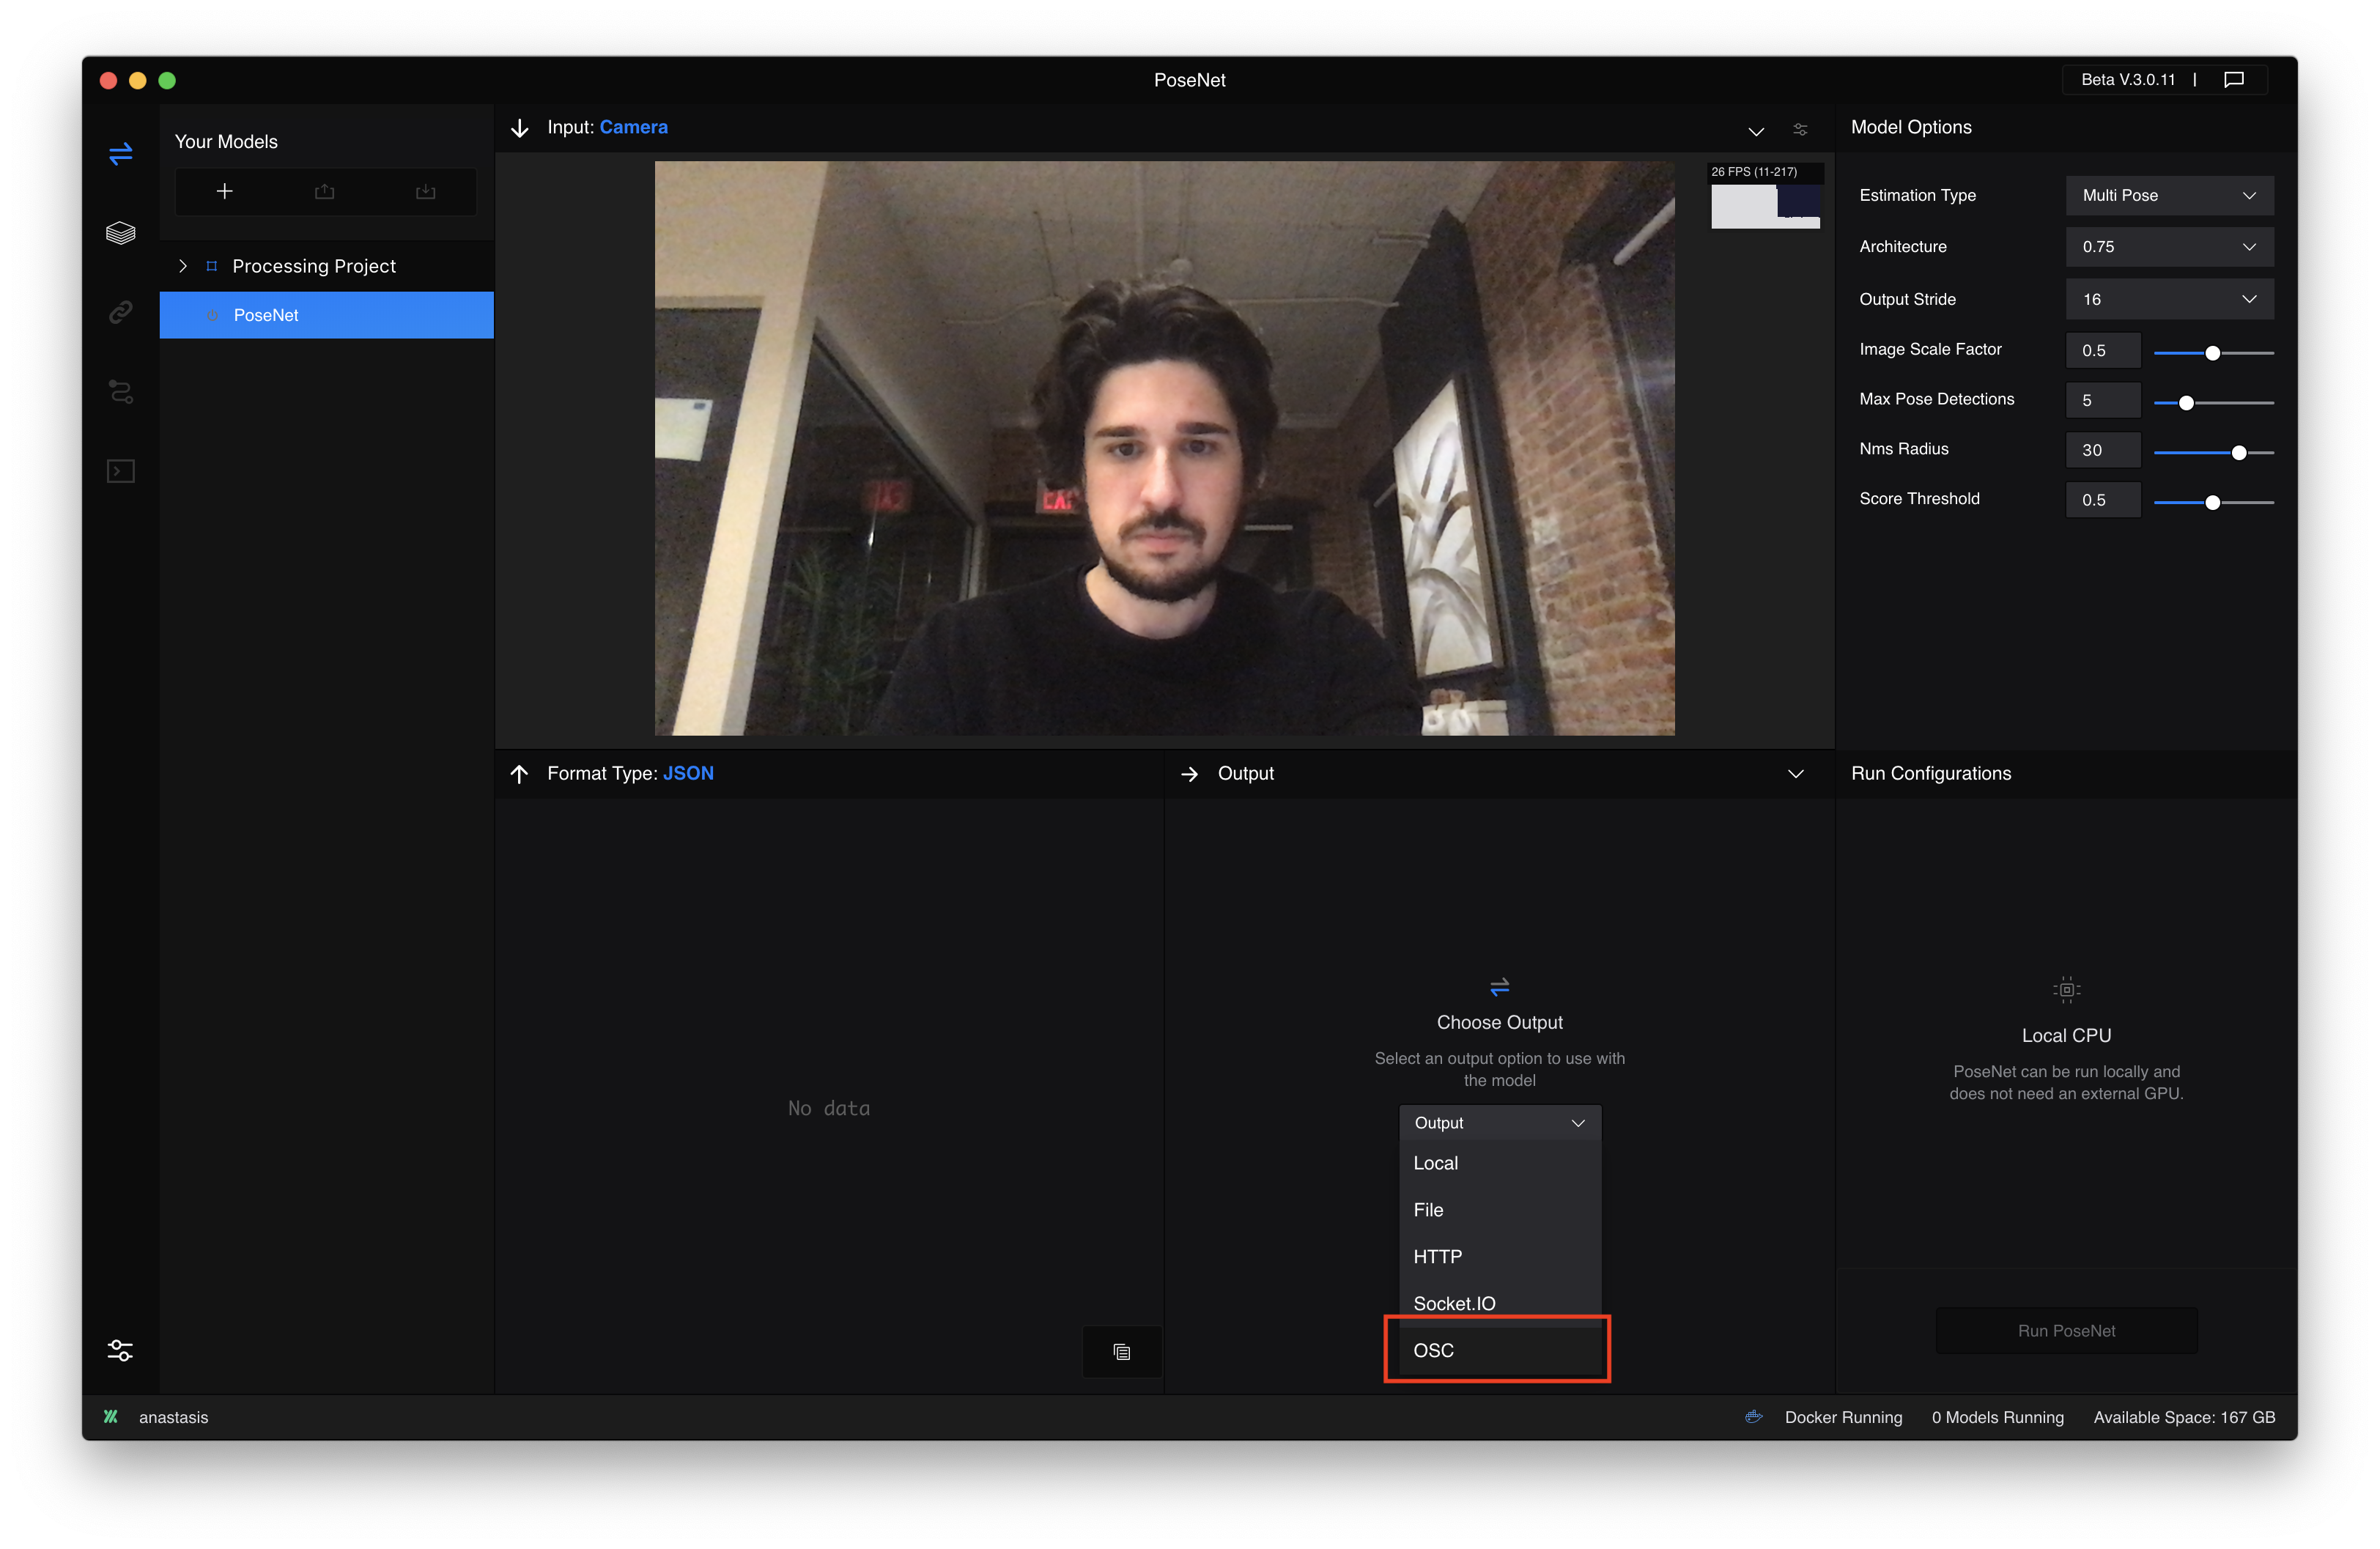 PoseNet
Beta V.3.0.11 |
Your Models
Processing Project
PoseNet
Input: Camera
26 FPS (11-217)
Model Options
Estimation Type Multi Pose
Architecture 0.75
Output Stride 16
Image Scale Factor 0.5
Max Pose Detections 5
Nms Radius 30
Score Threshold 0.5
Format Type: JSON
No data
Output
Choose Output
Select an output option to use with
the model
Output
Local
File
HTTP
Socket.IO
OSC
Run Configurations
Local CPU
PoseNet can be run locally and
does not need an external GPU.
Run PoseNet
anastasis
Docker Running
0 Models Running
Available Space: 167 GB